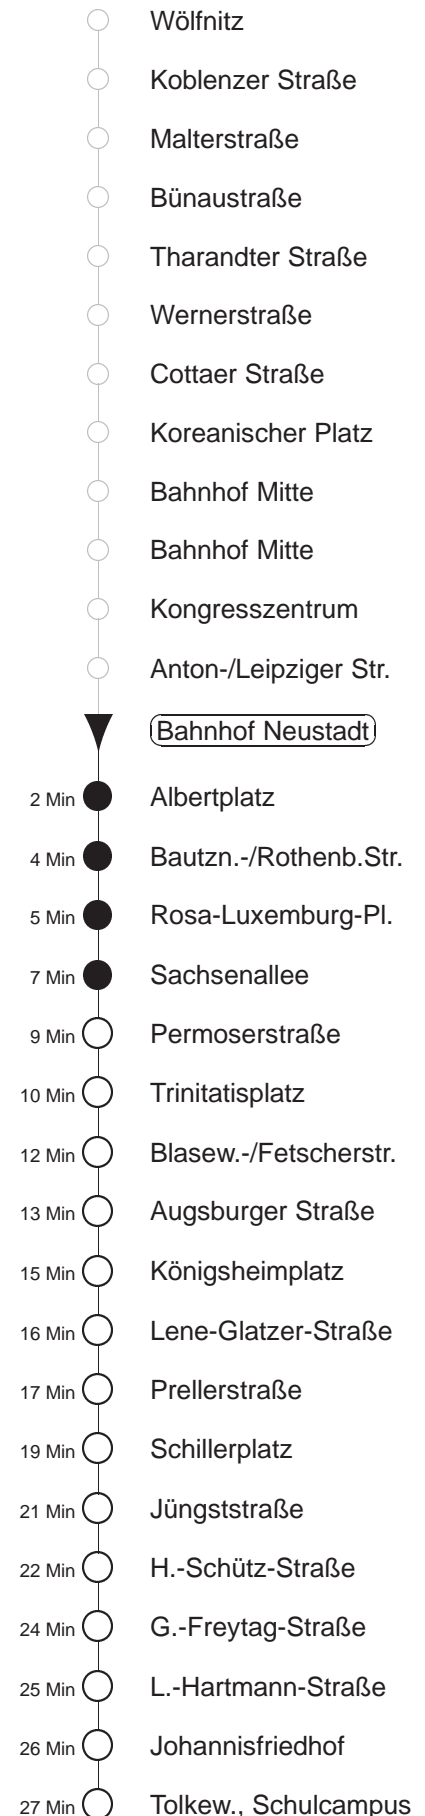 Wölfnitz
Koblenzer Straße
Malterstraße
Bünaustraße
Tharandter Straße
Wernerstraße
Cottaer Straße
Koreanischer Platz
Bahnhof Mitte
Bahnhof Mitte
Kongresszentrum
Anton-/Leipziger Str.
Bahnhof Neustadt
2 Min Albertplatz
4 Min Bautzn.-/Rothenb.Str.
5 Min Rosa-Luxemburg-Pl.
7 Min Sachsenallee
9 Min Permoserstraße
10 Min Trinitatisplatz
12 Min Blasew.-/Fetscherstr.
13 Min Augsburger Straße
15 Min Königsheimplatz
16 Min Lene-Glatzer-Straße
17 Min Prellerstraße
19 Min Schillerplatz
21 Min Jüngststraße
22 Min H.-Schütz-Straße
24 Min G.-Freytag-Straße
25 Min L.-Hartmann-Straße
26 Min Johannisfriedhof
27 Min Tolkew., Schulcampus